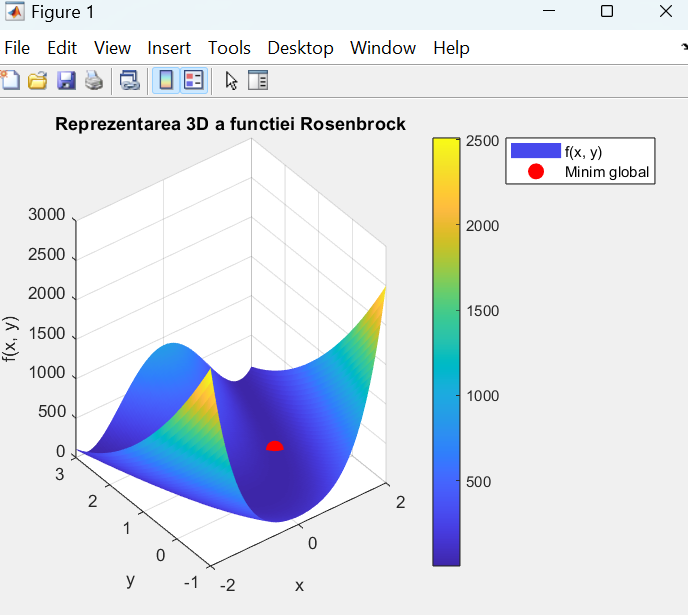 Figure 1
File Edit View Insert Tools Desktop Window Help
Reprezentarea 3D a functiei Rosenbrock
f(x, y)
Minim global
2500
2000
1500
1000
500
3000
2500
2000
1500
1000
500
0
f(x, y)
3
2
1
0
-1
y
-2
0
2
x